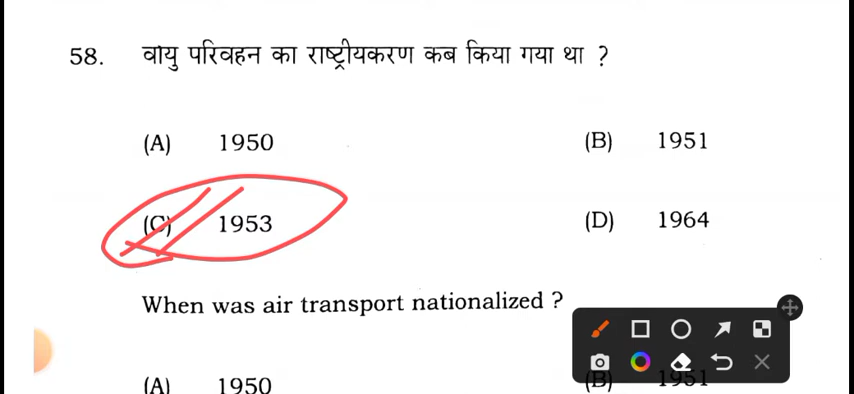 58. वायु परिवहन का राष्ट्रीयकरण कब किया गया था ?
(A) 1950 (B) 1951
(C) 1953 (D) 1964
When was air transport nationalized ?
(A) 1950 (B) 1951